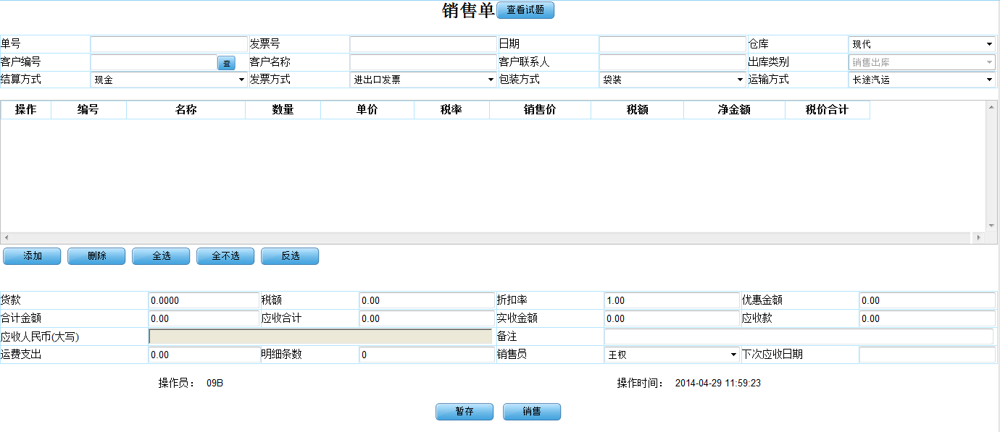 销售单 查看试题
单号 发票号 日期 仓库 现代
客户编号 查 客户名称 客户联系人 出库类别 销售出库
结算方式 现金 发票方式 进出口发票 包装方式 袋装 运输方式 长途汽运
操作 编号 名称 数量 单价 税率 销售价 税额 净金额 税价合计
添加 删除 全选 全不选 反选
货款 0.0000 税额 0.00 折扣率 1.00 优惠金额 0.00
合计金额 0.00 应收合计 0.00 实收金额 0.00 应收款 0.00
应收人民币(大写) 备注
运费支出 0.00 明细条数 0 销售员 王权 下次应收日期
操作员： 09B 操作时间： 2014-04-29 11:59:23
暂存 销售